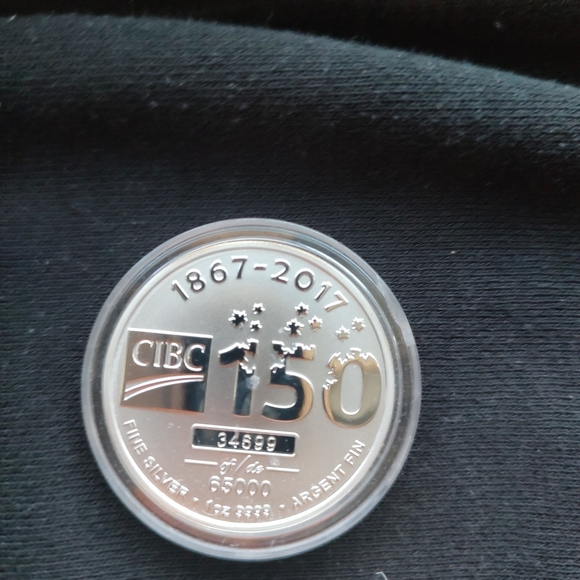 1867-2017
CIBC 150
34699
of/de
65000
FINE SILVER • 1oz 9999 • ARGENT FIN